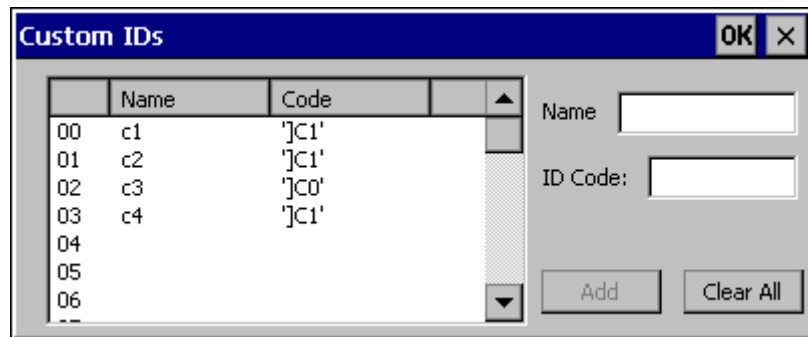 Custom IDs OK ×
Name Code
00 c1 ']C1'
01 c2 ']C1'
02 c3 ']C0'
03 c4 ']C1'
04
05
06
Name
ID Code:
Add Clear All